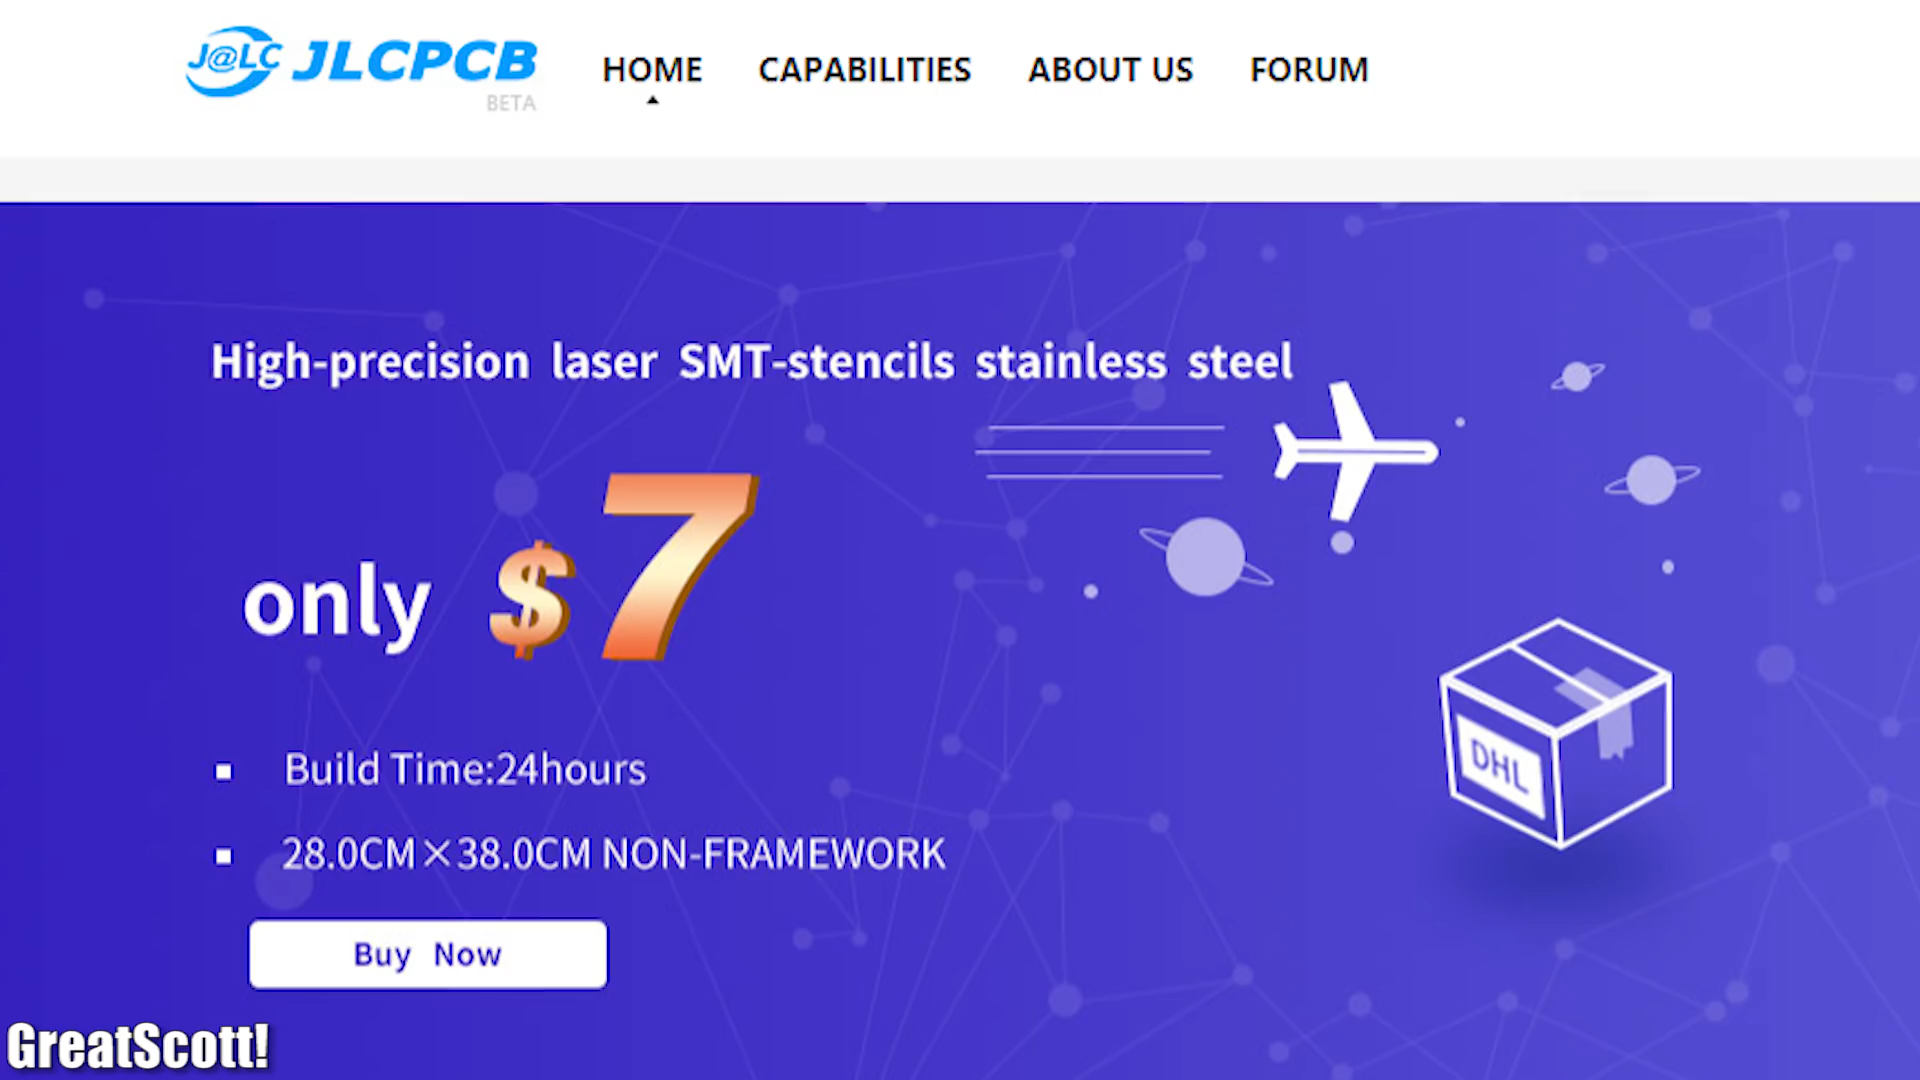 J@LC JLCPCB
BETA
HOME CAPABILITIES ABOUT US FORUM
High-precision laser SMT-stencils stainless steel
only $7
Build Time:24hours
28.0CM×38.0CM NON-FRAMEWORK
DHL
Buy Now
GreatScott!